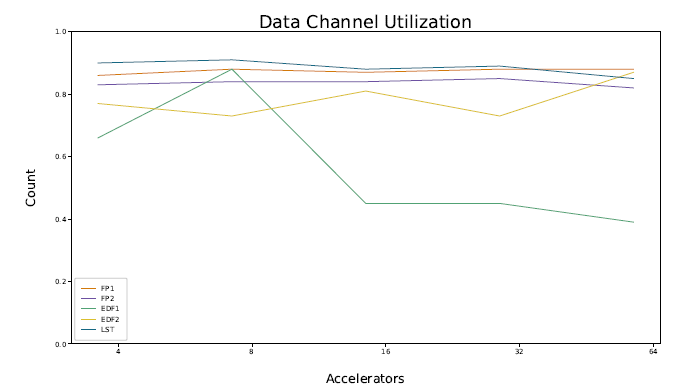 Data Channel Utilization
1.0
0.8
0.6
0.4
0.2
0.0
Count
FP1
FP2
EDF1
EDF2
LST
4 8 16 32 64
Accelerators